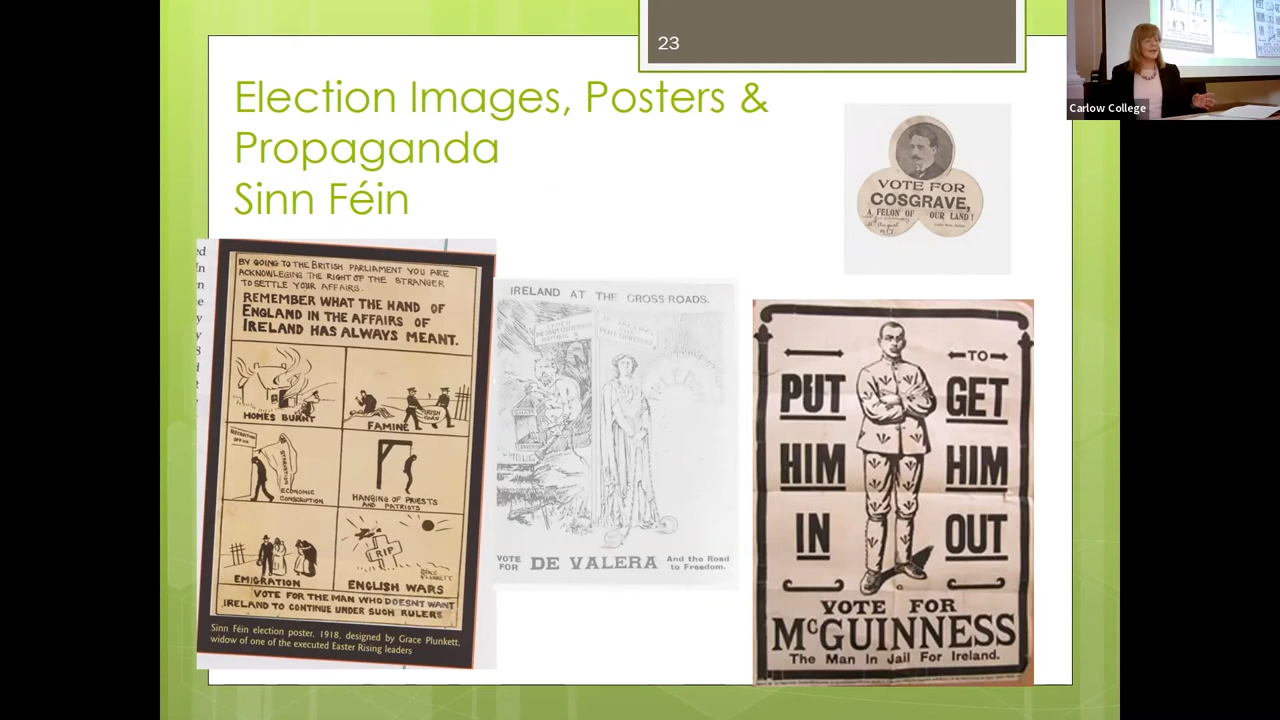 23
Carlow College
Election Images, Posters &
Propaganda
Sinn Féin
VOTE FOR
COSGRAVE,
A FELON OF OUR LAND!
BY GOING TO THE BRITISH PARLIAMENT YOU ARE
ACKNOWLEGING THE RIGHT OF THE STRANGER
TO SETTLE YOUR AFFAIRS.
REMEMBER WHAT THE HAND OF
ENGLAND IN THE AFFAIRS OF
IRELAND HAS ALWAYS MEANT.
HOMES BURNT
IRISH CORN
FAMINE
STARVATION
ECONOMIC
CONSCRIPTION
HANGING OF PRIESTS
AND PATRIOTS
EMIGRATION
RIP
ENGLISH WARS
VOTE FOR THE MAN WHO DOESNT WANT
IRELAND TO CONTINUE UNDER SUCH RULERS
Sinn Féin election poster, 1918, designed by Grace Plunkett,
widow of one of the executed Easter Rising leaders
IRELAND AT THE CROSS ROADS.
VOTE FOR DE VALERA And the Road to Freedom.
PUT HIM IN
TO GET HIM OUT
VOTE FOR
McGUINNESS
The Man In Jail For Ireland.